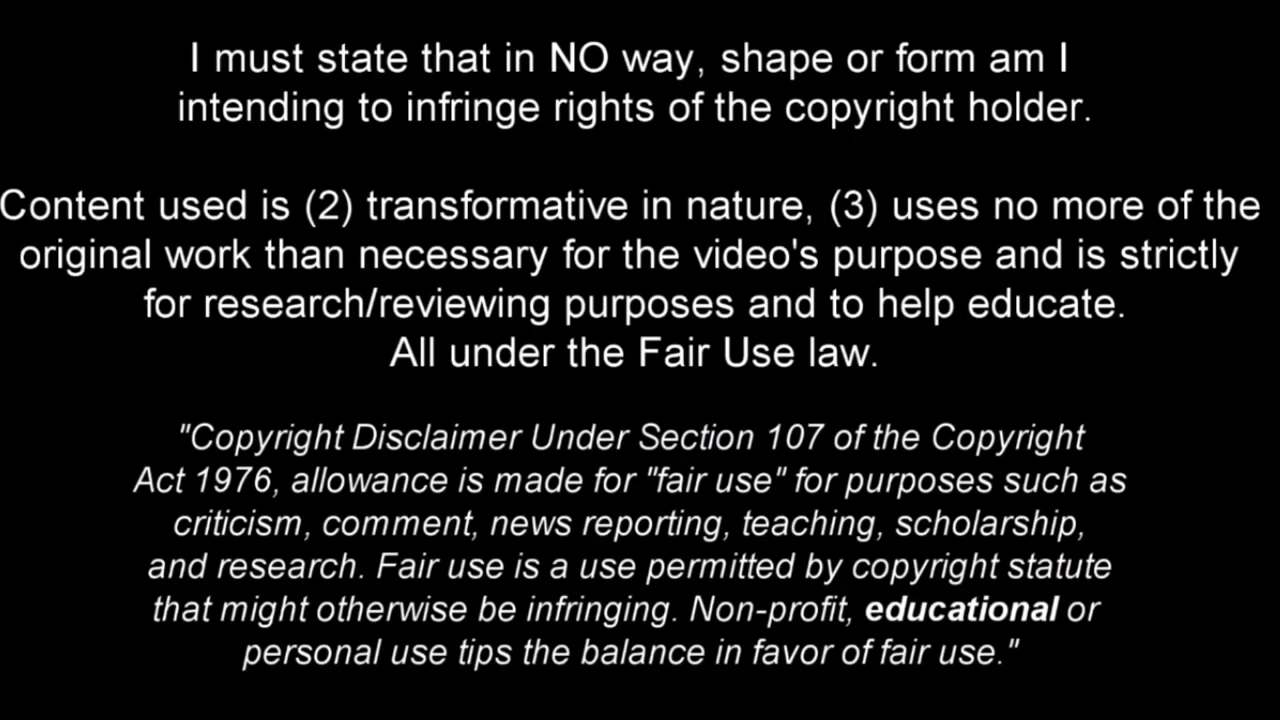 I must state that in NO way, shape or form am I
intending to infringe rights of the copyright holder.
Content used is (2) transformative in nature, (3) uses no more of the
original work than necessary for the video's purpose and is strictly
for research/reviewing purposes and to help educate.
All under the Fair Use law.
"Copyright Disclaimer Under Section 107 of the Copyright
Act 1976, allowance is made for "fair use" for purposes such as
criticism, comment, news reporting, teaching, scholarship,
and research. Fair use is a use permitted by copyright statute
that might otherwise be infringing. Non-profit, educational or
personal use tips the balance in favor of fair use."